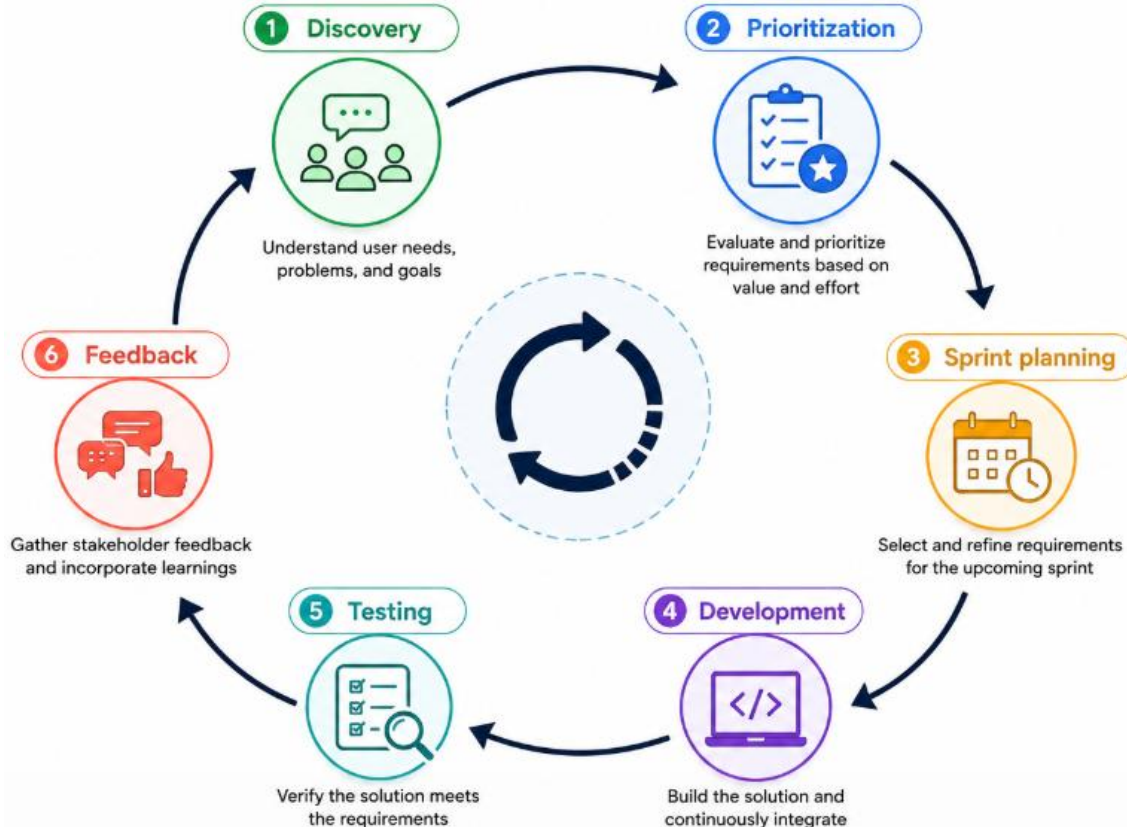 1 Discovery
Understand user needs,
problems, and goals
2 Prioritization
Evaluate and prioritize
requirements based on
value and effort
3 Sprint planning
Select and refine requirements
for the upcoming sprint
4 Development
</>
Build the solution and
continuously integrate
5 Testing
Verify the solution meets
the requirements
6 Feedback
Gather stakeholder feedback
and incorporate learnings